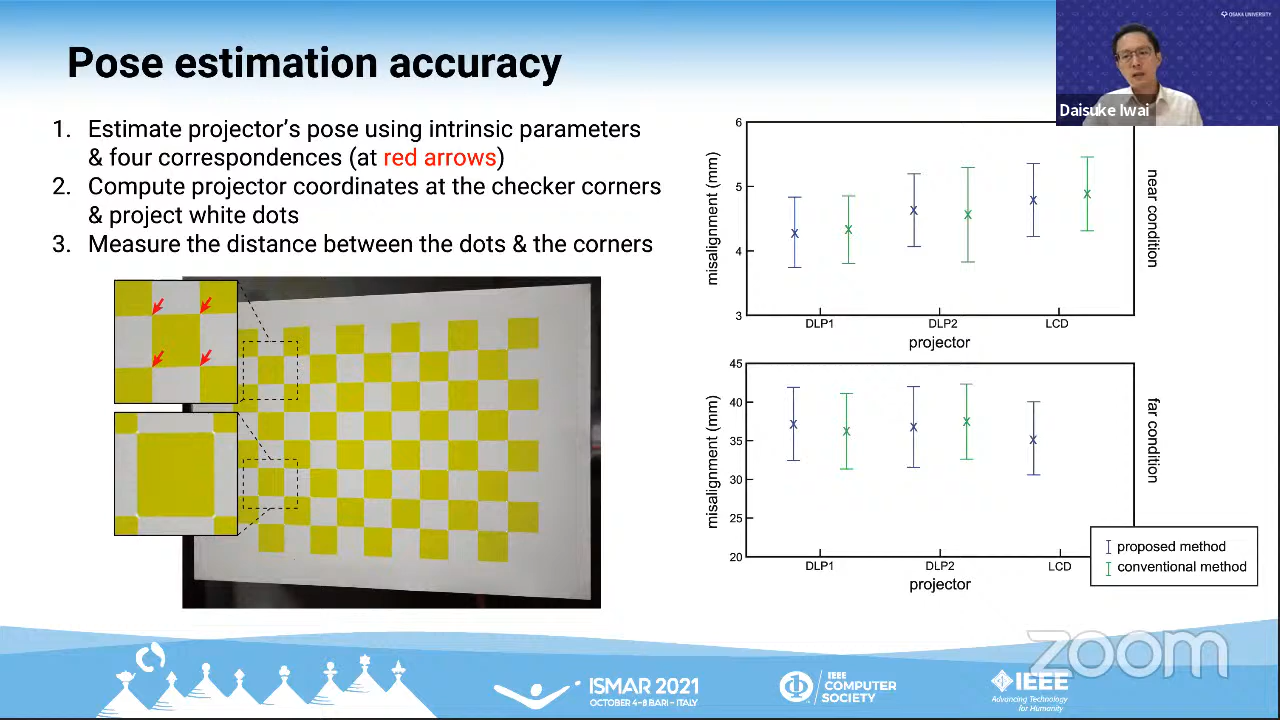 OSAKA UNIVERSITY
Pose estimation accuracy
Daisuke Iwai
1. Estimate projector's pose using intrinsic parameters
& four correspondences (at red arrows)
2. Compute projector coordinates at the checker corners
& project white dots
3. Measure the distance between the dots & the corners
6
5
4
3
misalignment (mm)
near condition
DLP1 DLP2 LCD
projector
45
40
35
30
25
20
misalignment (mm)
far condition
DLP1 DLP2 LCD
projector
proposed method
conventional method
zoom
ISMAR 2021
OCTOBER 4-8 BARI - ITALY
IEEE
COMPUTER
SOCIETY
IEEE
Advancing Technology
for Humanity